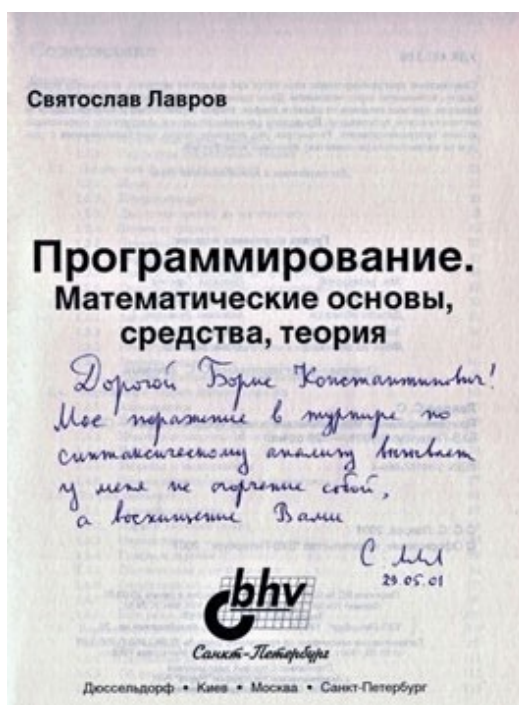 Святослав Лавров
Программирование.
Математические основы,
средства, теория
Дорогой Борис Константинович!
Мое поражение в турнире по
синтаксическому анализу вызывает
у меня не огорчение собой,
а восхищение Вами
29.05.01
bhv
Санкт-Петербург
Дюссельдорф • Киев • Москва • Санкт-Петербург